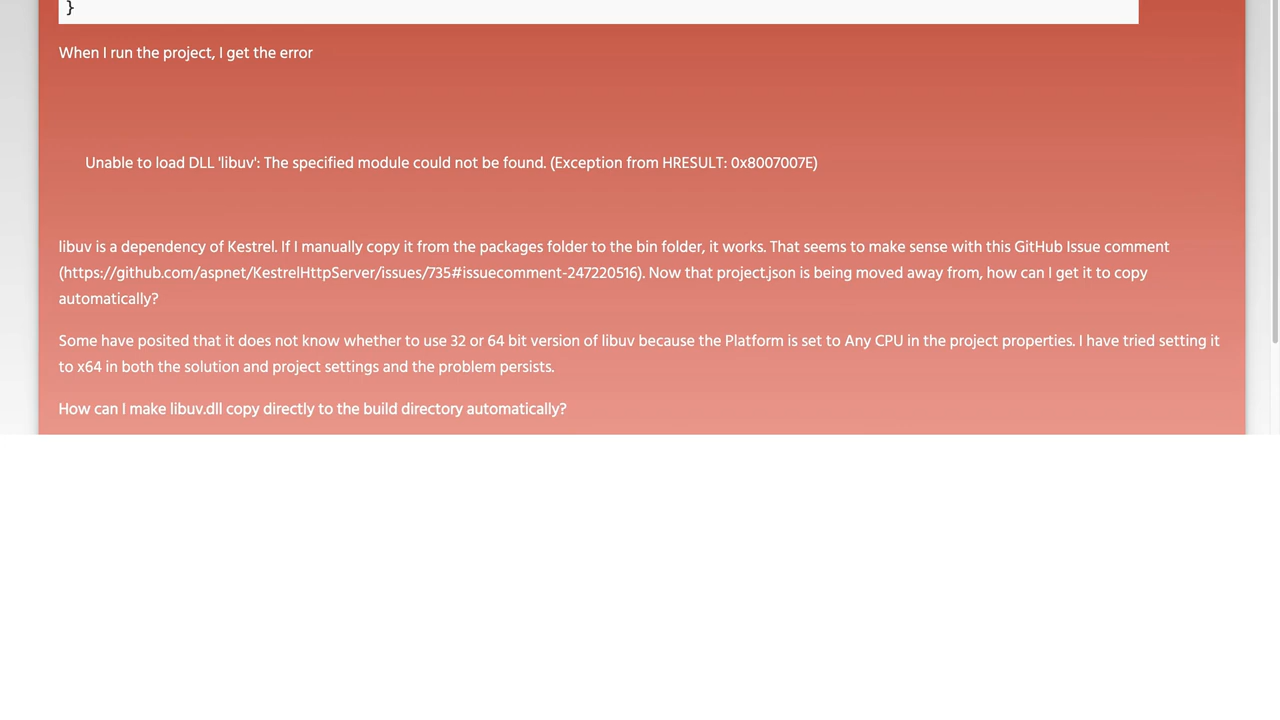 }
When I run the project, I get the error
Unable to load DLL 'libuv': The specified module could not be found. (Exception from HRESULT: 0x8007007E)
libuv is a dependency of Kestrel. If I manually copy it from the packages folder to the bin folder, it works. That seems to make sense with this GitHub Issue comment
(https://github.com/aspnet/KestrelHttpServer/issues/735#issuecomment-247220516). Now that project.json is being moved away from, how can I get it to copy
automatically?
Some have posited that it does not know whether to use 32 or 64 bit version of libuv because the Platform is set to Any CPU in the project properties. I have tried setting it
to x64 in both the solution and project settings and the problem persists.
How can I make libuv.dll copy directly to the build directory automatically?